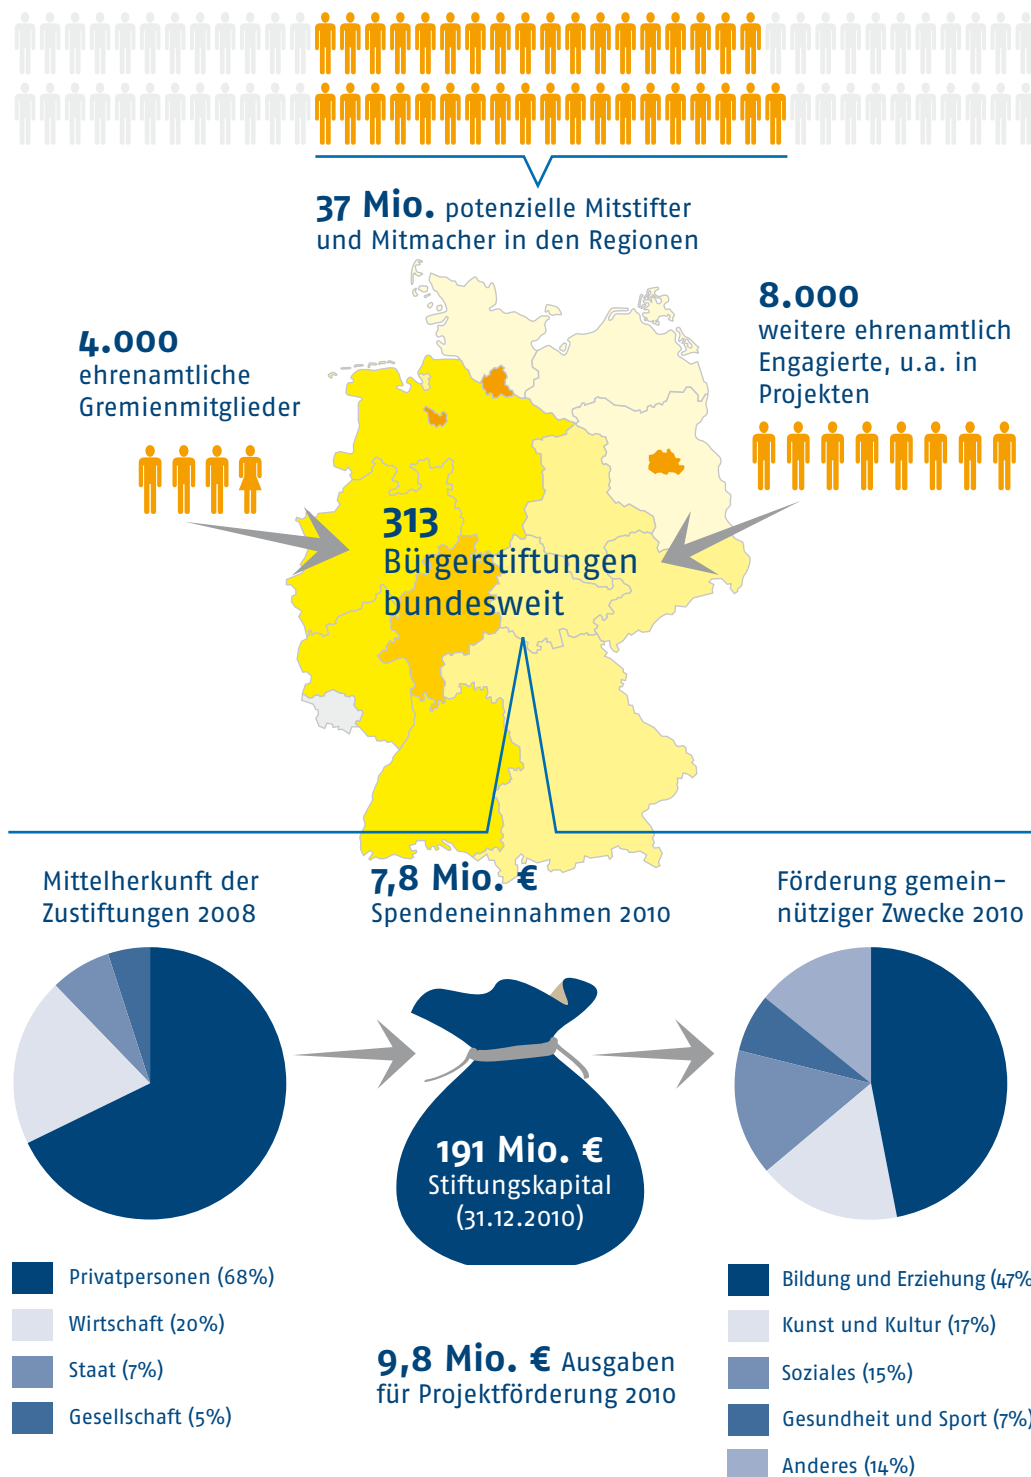 37 Mio. potenzielle Mitstifter
und Mitmacher in den Regionen
4.000
ehrenamtliche
Gremienmitglieder
8.000
weitere ehrenamtlich
Engagierte, u.a. in
Projekten
313
Bürgerstiftungen
bundesweit
Mittelherkunft der
Zustiftungen 2008
7,8 Mio. €
Spendeneinnahmen 2010
Förderung gemein-
nütziger Zwecke 2010
191 Mio. €
Stiftungskapital
(31.12.2010)
Privatpersonen (68%)
Wirtschaft (20%)
Staat (7%)
Gesellschaft (5%)
9,8 Mio. € Ausgaben
für Projektförderung 2010
Bildung und Erziehung (47%
Kunst und Kultur (17%)
Soziales (15%)
Gesundheit und Sport (7%)
Anderes (14%)